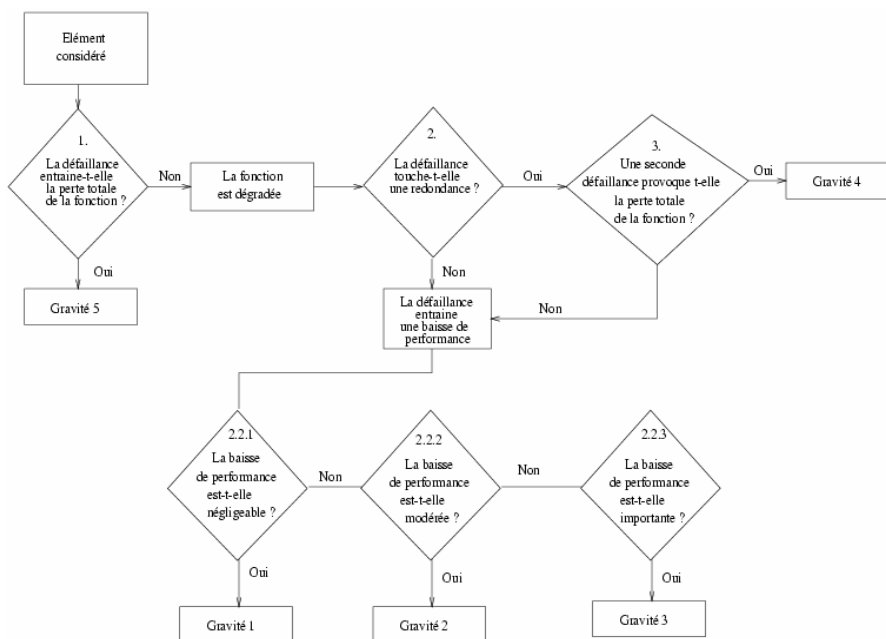 Elément
considéré
1.
La défaillance
entraine-t-elle
la perte totale
de la fonction ?
Non
La fonction
est dégradée
2.
La défaillance
touche-t-elle
une redondance ?
Oui
3.
Une seconde
défaillance provoque t-elle
la perte totale
de la fonction ?
Oui
Gravité 4
Oui
Gravité 5
Non
La défaillance
entraine
une baisse de
performance
Non
2.2.1
La baisse
de performance
est-t-elle
négligeable ?
Non
2.2.2
La baisse
de performance
est-t-elle
modérée ?
Non
2.2.3
La baisse
de performance
est-t-elle
importante ?
Oui
Gravité 1
Oui
Gravité 2
Oui
Gravité 3